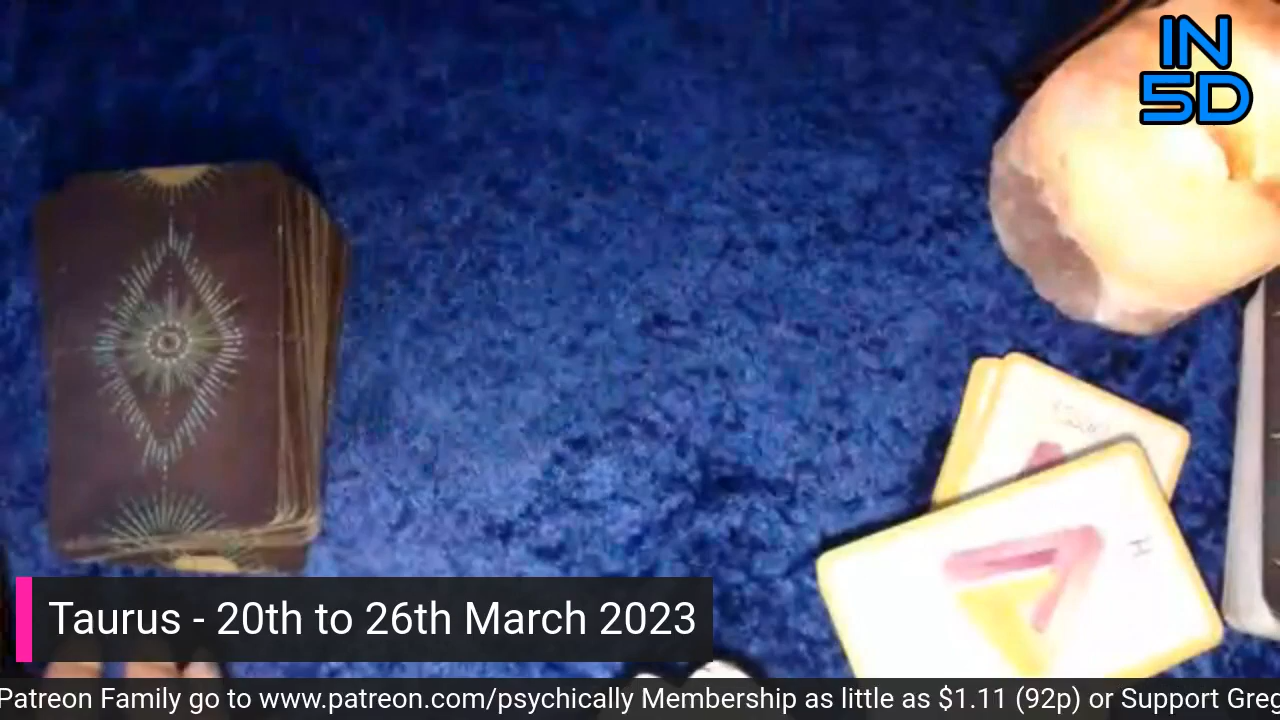 IN
5D
Taurus - 20th to 26th March 2023
Patreon Family go to www.patreon.com/psychically Membership as little as $1.11 (92p) or Support Greg